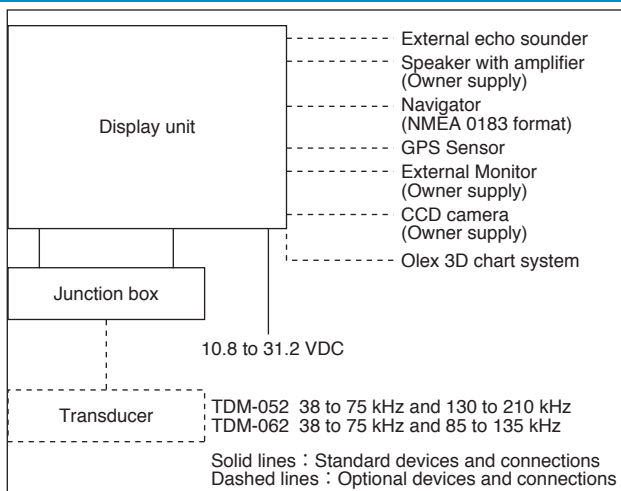 External echo sounder
Speaker with amplifier
(Owner supply)
Display unit
Navigator
(NMEA 0183 format)
GPS Sensor
External Monitor
(Owner supply)
CCD camera
(Owner supply)
Olex 3D chart system
Junction box
10.8 to 31.2 VDC
Transducer
TDM-052 38 to 75 kHz and 130 to 210 kHz
TDM-062 38 to 75 kHz and 85 to 135 kHz
Solid lines : Standard devices and connections
Dashed lines : Optional devices and connections